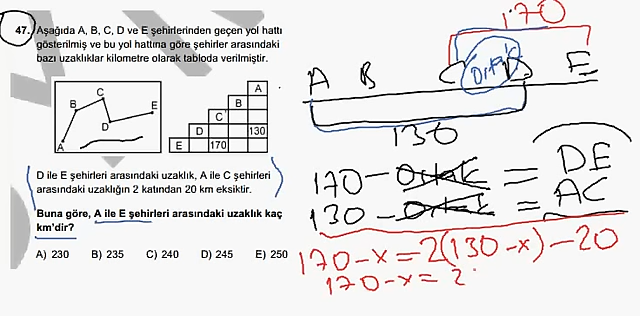 47. Aşağıda A, B, C, D ve E şehirlerinden geçen yol hattı
gösterilmiş ve bu yol hattına göre şehirler arasındaki
bazı uzaklıklar kilometre olarak tabloda verilmiştir.
A B C D E
A
B
C
D 130
E 170
D ile E şehirleri arasındaki uzaklık, A ile C şehirleri
arasındaki uzaklığın 2 katından 20 km eksiktir.
Buna göre, A ile E şehirleri arasındaki uzaklık kaç
km'dir?
A) 230 B) 235 C) 240 D) 245 E) 250
170
A B C Ortak D E
130
170 - Ortak = DE
130 - Ortak = AC
170-x=2(130-x)-20
170-x=2